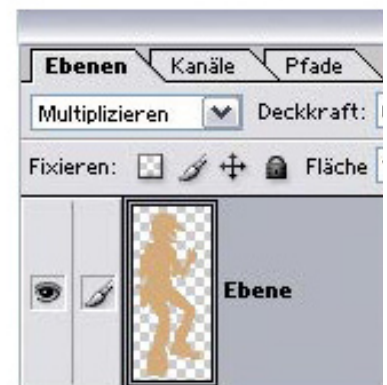 Ebenen Kanäle Pfade
Multiplizieren Deckkraft:
Fixieren: Fläche
Ebene